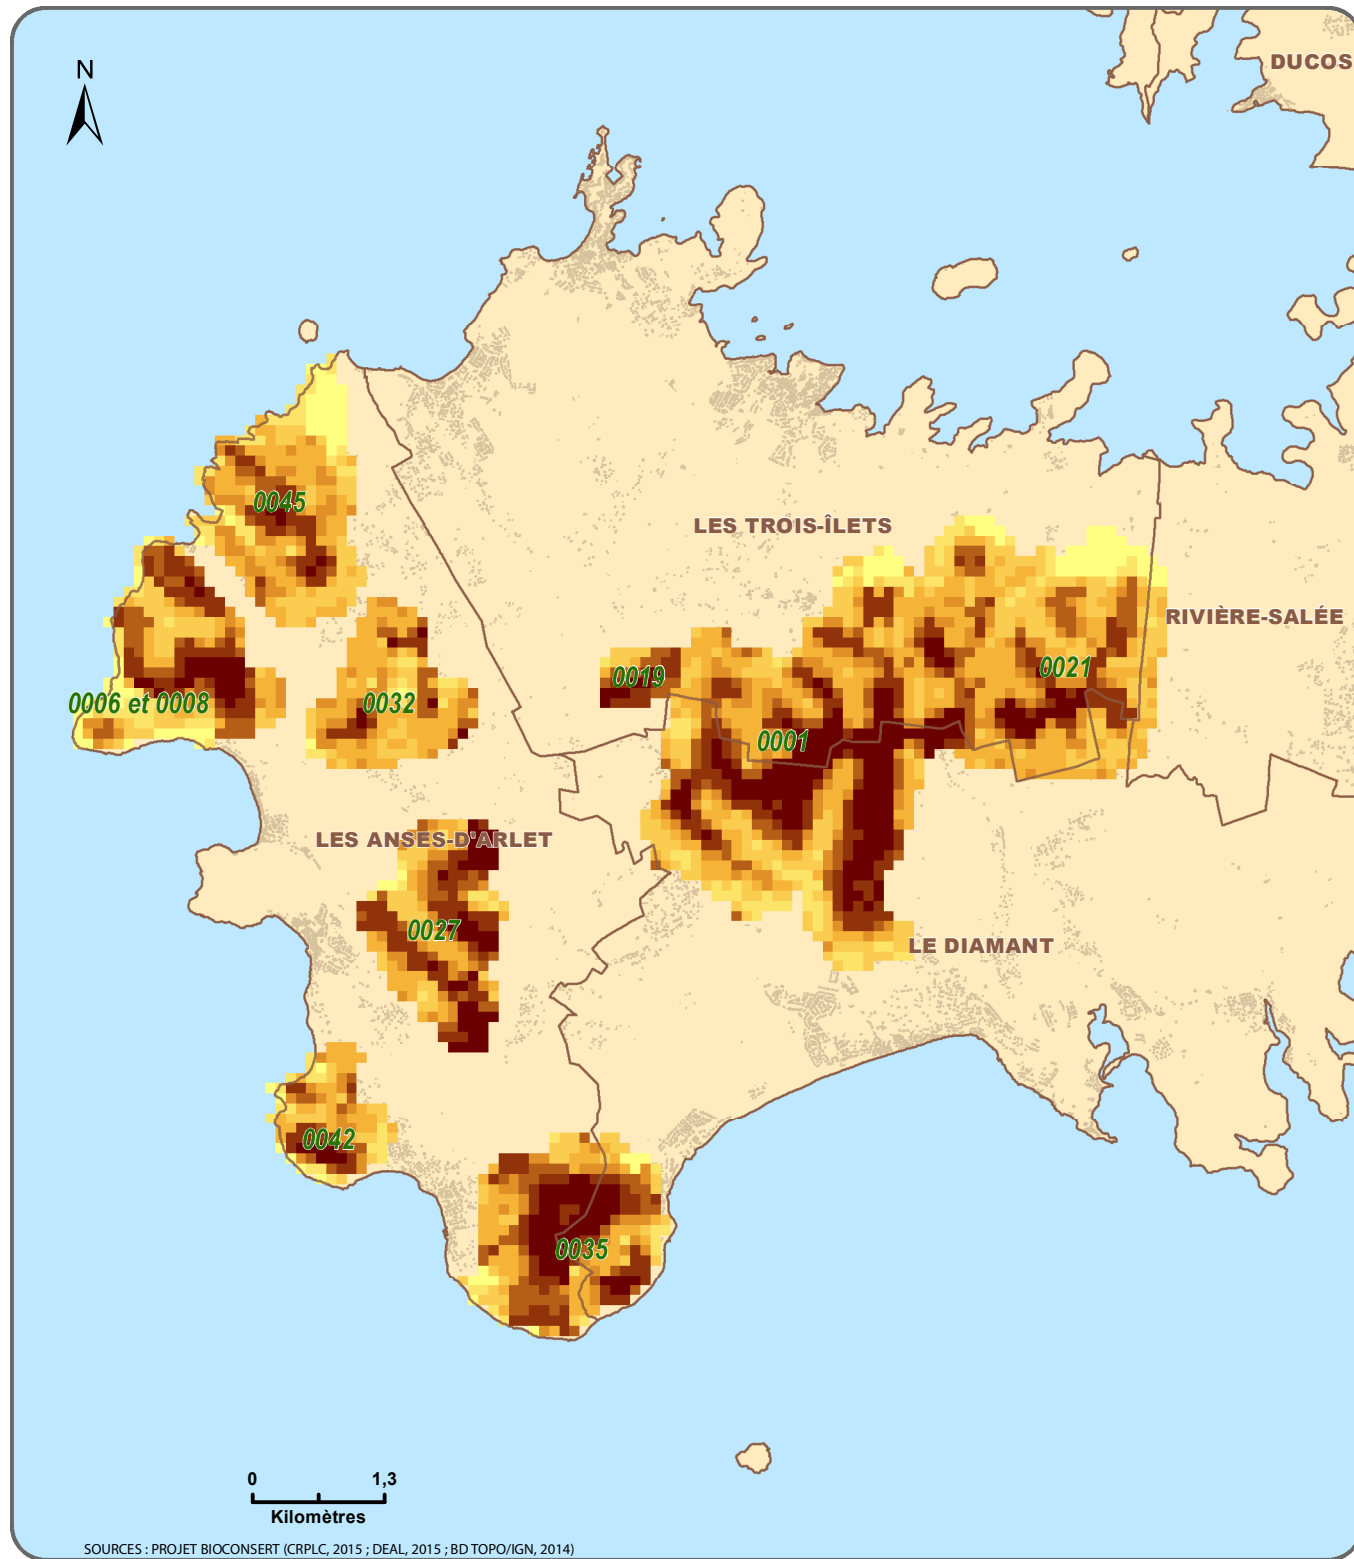 DUCOS
N
0045
LES TROIS-ÎLETS
RIVIÈRE-SALÉE
0021
0019
0006 et 0008
0032
0001
LES ANSES-D'ARLET
0027
LE DIAMANT
0042
0035
0 1,3
Kilomètres
SOURCES : PROJET BIOCONSERT (CRPLC, 2015 ; DEAL, 2015 ; BD TOPO/IGN, 2014)